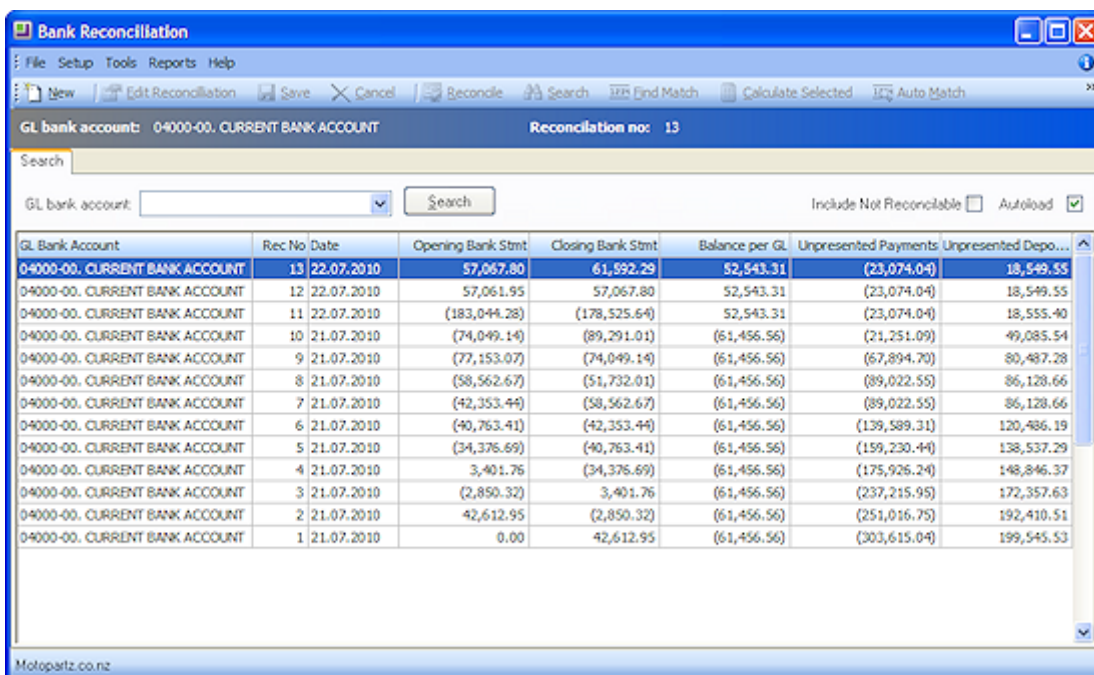 Bank Reconciliation
File Setup Tools Reports Help
New Edit Reconciliation Save Cancel Reconcile Search Find Match Calculate Selected Auto Match
GL bank account: 04000-00. CURRENT BANK ACCOUNT Reconcilation no: 13
Search
GL bank account: Search Include Not Reconcilable Autoload
GL Bank Account Rec No Date Opening Bank Stmt Closing Bank Stmt Balance per GL Unpresented Payments Unpresented Depo...
04000-00. CURRENT BANK ACCOUNT 13 22.07.2010 57,067.80 61,592.29 52,543.31 (23,074.04) 18,549.55
04000-00. CURRENT BANK ACCOUNT 12 22.07.2010 57,061.95 57,067.80 52,543.31 (23,074.04) 18,549.55
04000-00. CURRENT BANK ACCOUNT 11 22.07.2010 (183,044.28) (178,525.64) 52,543.31 (23,074.04) 18,555.40
04000-00. CURRENT BANK ACCOUNT 10 21.07.2010 (74,049.14) (89,291.01) (61,456.56) (21,251.09) 49,085.54
04000-00. CURRENT BANK ACCOUNT 9 21.07.2010 (77,153.07) (74,049.14) (61,456.56) (67,894.70) 80,487.28
04000-00. CURRENT BANK ACCOUNT 8 21.07.2010 (58,562.67) (51,732.01) (61,456.56) (89,022.55) 86,128.66
04000-00. CURRENT BANK ACCOUNT 7 21.07.2010 (42,353.44) (58,562.67) (61,456.56) (89,022.55) 86,128.66
04000-00. CURRENT BANK ACCOUNT 6 21.07.2010 (40,763.41) (42,353.44) (61,456.56) (139,589.31) 120,486.19
04000-00. CURRENT BANK ACCOUNT 5 21.07.2010 (34,376.69) (40,763.41) (61,456.56) (159,230.44) 138,537.29
04000-00. CURRENT BANK ACCOUNT 4 21.07.2010 3,401.76 (34,376.69) (61,456.56) (175,926.24) 148,846.37
04000-00. CURRENT BANK ACCOUNT 3 21.07.2010 (2,850.32) 3,401.76 (61,456.56) (237,215.95) 172,357.63
04000-00. CURRENT BANK ACCOUNT 2 21.07.2010 42,612.95 (2,850.32) (61,456.56) (251,016.75) 192,410.51
04000-00. CURRENT BANK ACCOUNT 1 21.07.2010 0.00 42,612.95 (61,456.56) (303,615.04) 199,545.53
Motopartz.co.nz